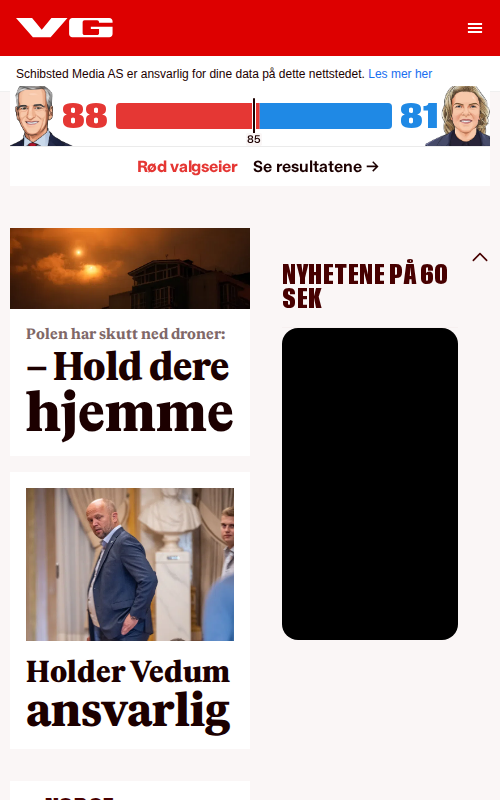 VG
Schibsted Media AS er ansvarlig for dine data på dette nettstedet. Les mer her
88
81
85
Rød valgseier Se resultatene →
Polen har skutt ned droner:
– Hold dere
hjemme
NYHETENE PÅ 60
SEK
Holder Vedum
ansvarlig